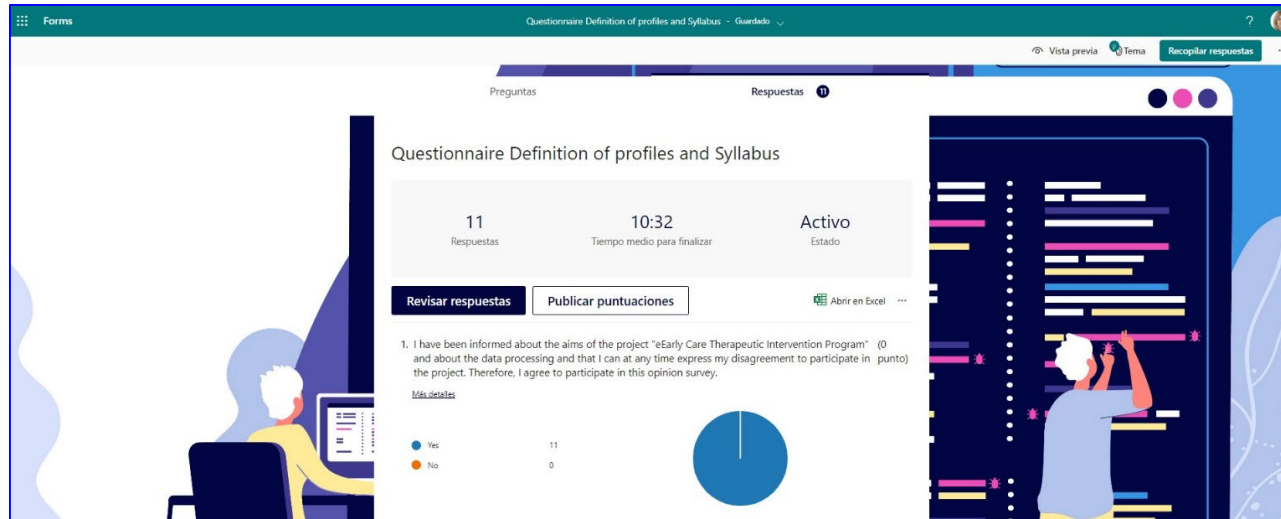 Forms
Questionnaire Definition of profiles and Syllabus - Guardado
?
Vista previa
Tema
Recopilar respuestas
Preguntas
Respuestas 11
Questionnaire Definition of profiles and Syllabus
11
Respuestas
10:32
Tiempo medio para finalizar
Activo
Estado
Revisar respuestas
Publicar puntuaciones
Abrir en Excel
...
1. I have been informed about the aims of the project "eEarly Care Therapeutic Intervention Program" (0
and about the data processing and that I can at any time express my disagreement to participate in punto)
the project. Therefore, I agree to participate in this opinion survey.
Más detalles
Yes 11
No 0